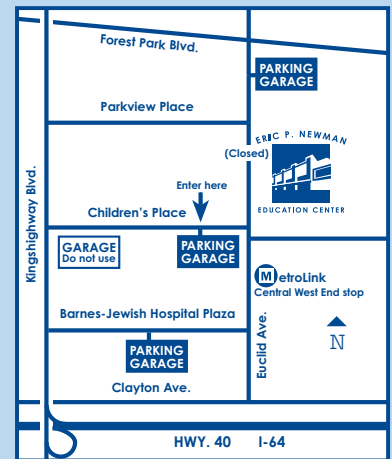 Forest Park Blvd.
PARKING
GARAGE
Parkview Place
ERIC P. NEWMAN
(Closed)
EDUCATION CENTER
Enter here
Children's Place
Kingshighway Blvd.
GARAGE
Do not use
PARKING
GARAGE
MetroLink
Central West End stop
Barnes-Jewish Hospital Plaza
Euclid Ave.
N
PARKING
GARAGE
Clayton Ave.
HWY. 40 I-64